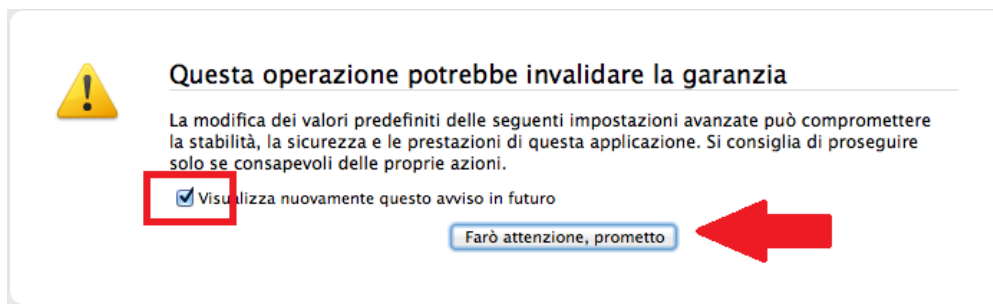 Questa operazione potrebbe invalidare la garanzia
La modifica dei valori predefiniti delle seguenti impostazioni avanzate può compromettere
la stabilità, la sicurezza e le prestazioni di questa applicazione. Si consiglia di proseguire
solo se consapevoli delle proprie azioni.
Visualizza nuovamente questo avviso in futuro
Farò attenzione, prometto